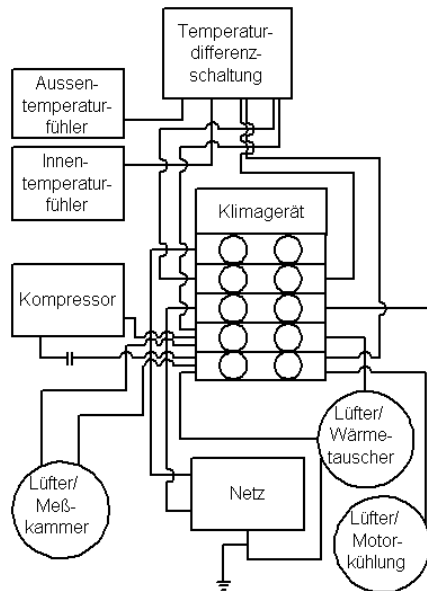 Temperatur-
differenz-
schaltung
Aussen-
temperatur-
fühler
Innen-
temperatur-
fühler
Klimagerät
Kompressor
Lüfter/
Wärme-
tauscher
Lüfter/
Meß-
kammer
Netz
Lüfter/
Motor-
kühlung